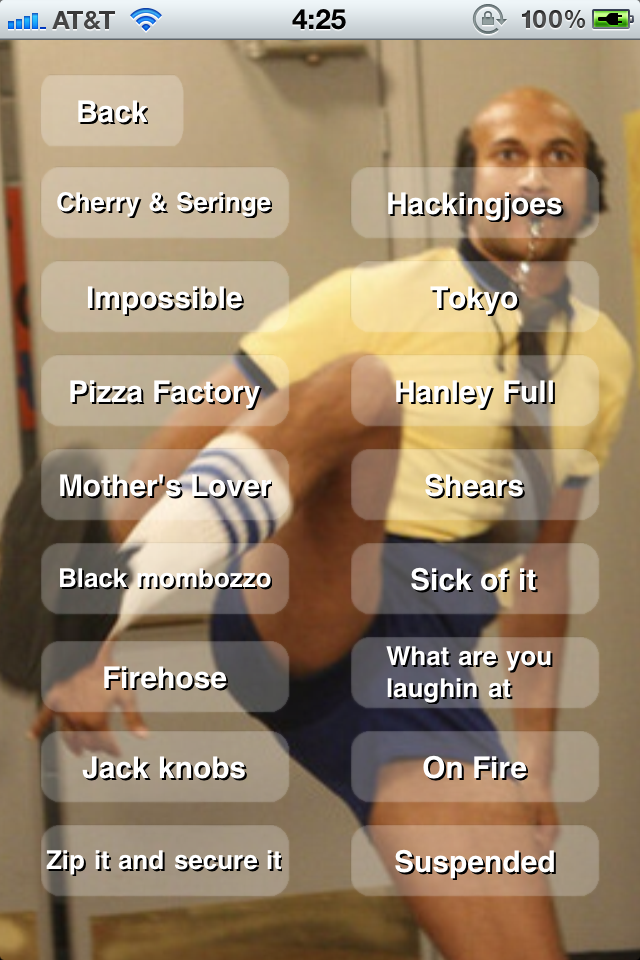 AT&T 4:25 100%
Back
Cherry & Seringe
Hackingjoes
Impossible
Tokyo
Pizza Factory
Hanley Full
Mother's Lover
Shears
Black mombozzo
Sick of it
Firehose
What are you
laughin at
Jack knobs
On Fire
Zip it and secure it
Suspended